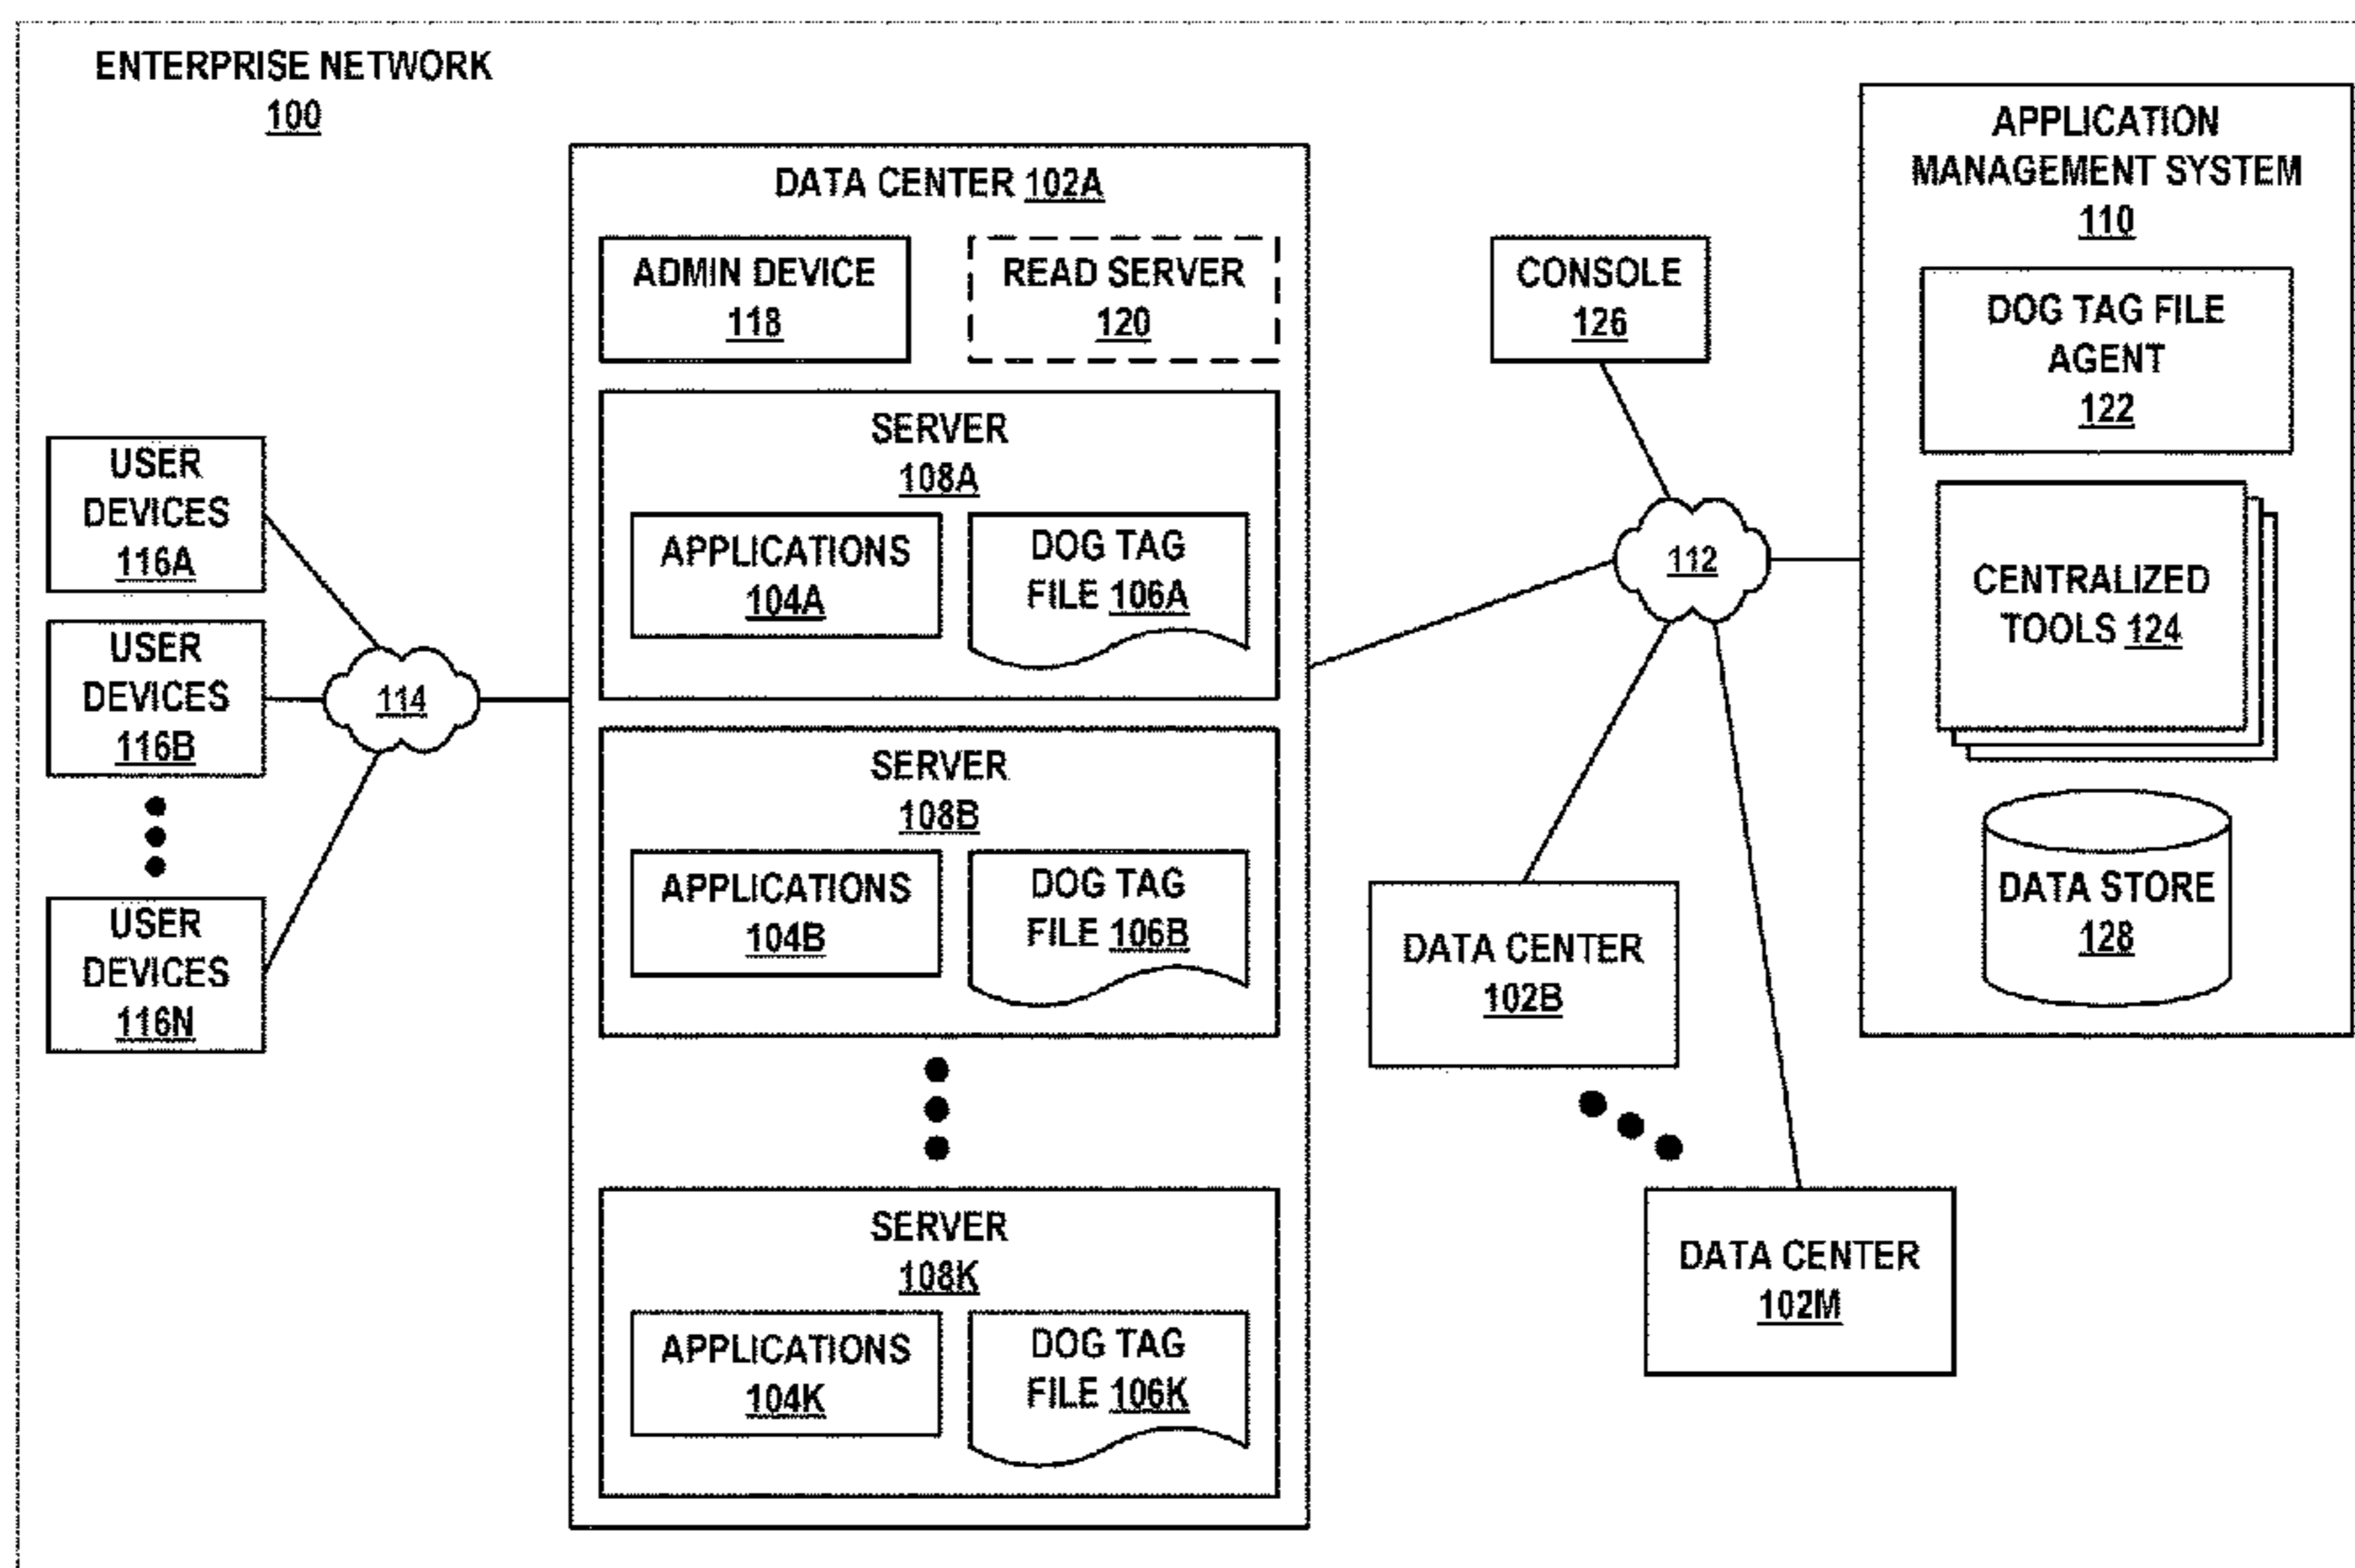 ENTERPRISE NETWORK
100
USER
DEVICES
116A
USER
DEVICES
116B
USER
DEVICES
116N
114
DATA CENTER 102A
ADMIN DEVICE
118
READ SERVER
120
SERVER
108A
APPLICATIONS
104A
DOG TAG
FILE 106A
SERVER
108B
APPLICATIONS
104B
DOG TAG
FILE 106B
SERVER
108K
APPLICATIONS
104K
DOG TAG
FILE 106K
CONSOLE
126
112
DATA CENTER
102B
DATA CENTER
102M
APPLICATION
MANAGEMENT SYSTEM
110
DOG TAG FILE
AGENT
122
CENTRALIZED
TOOLS 124
DATA STORE
128